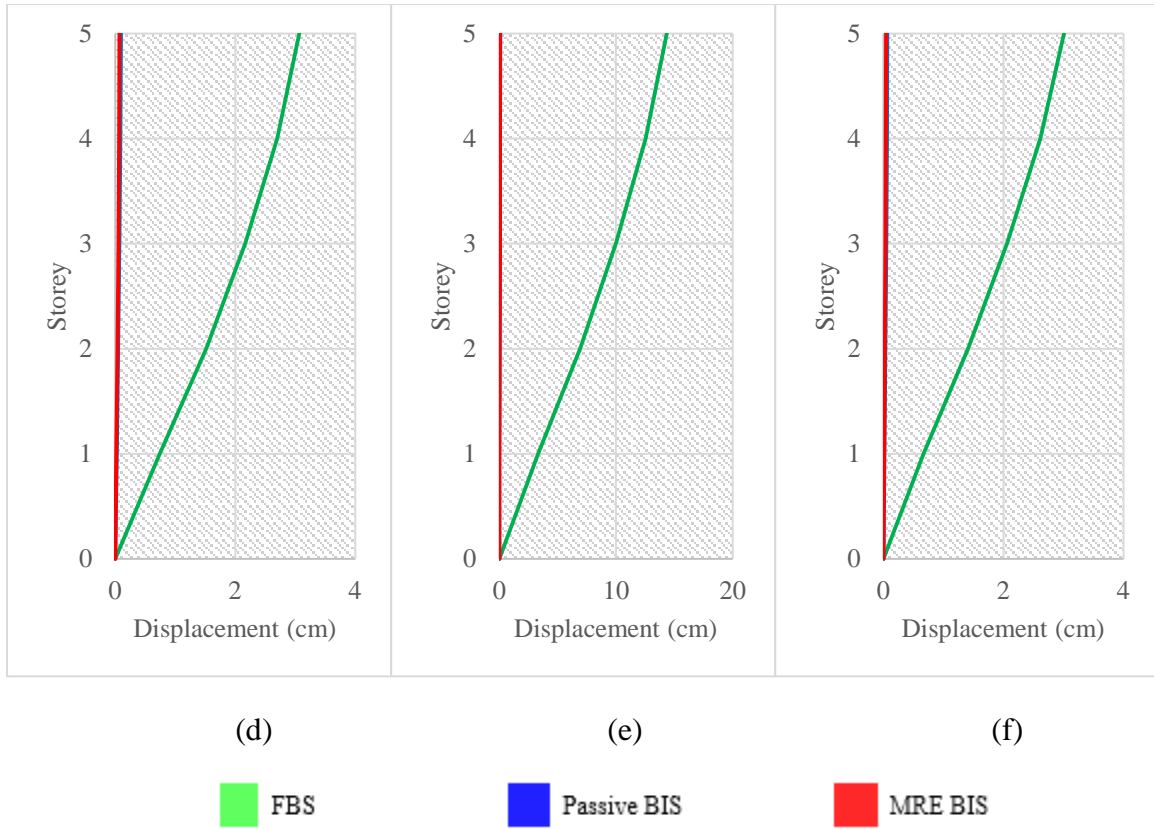 5
4
3
2
1
0
Storey
0 2 4
Displacement (cm)
5
4
3
2
1
0
Storey
0 10 20
Displacement (cm)
5
4
3
2
1
0
Storey
0 2 4
Displacement (cm)
(d) (e) (f)
FBS Passive BIS MRE BIS